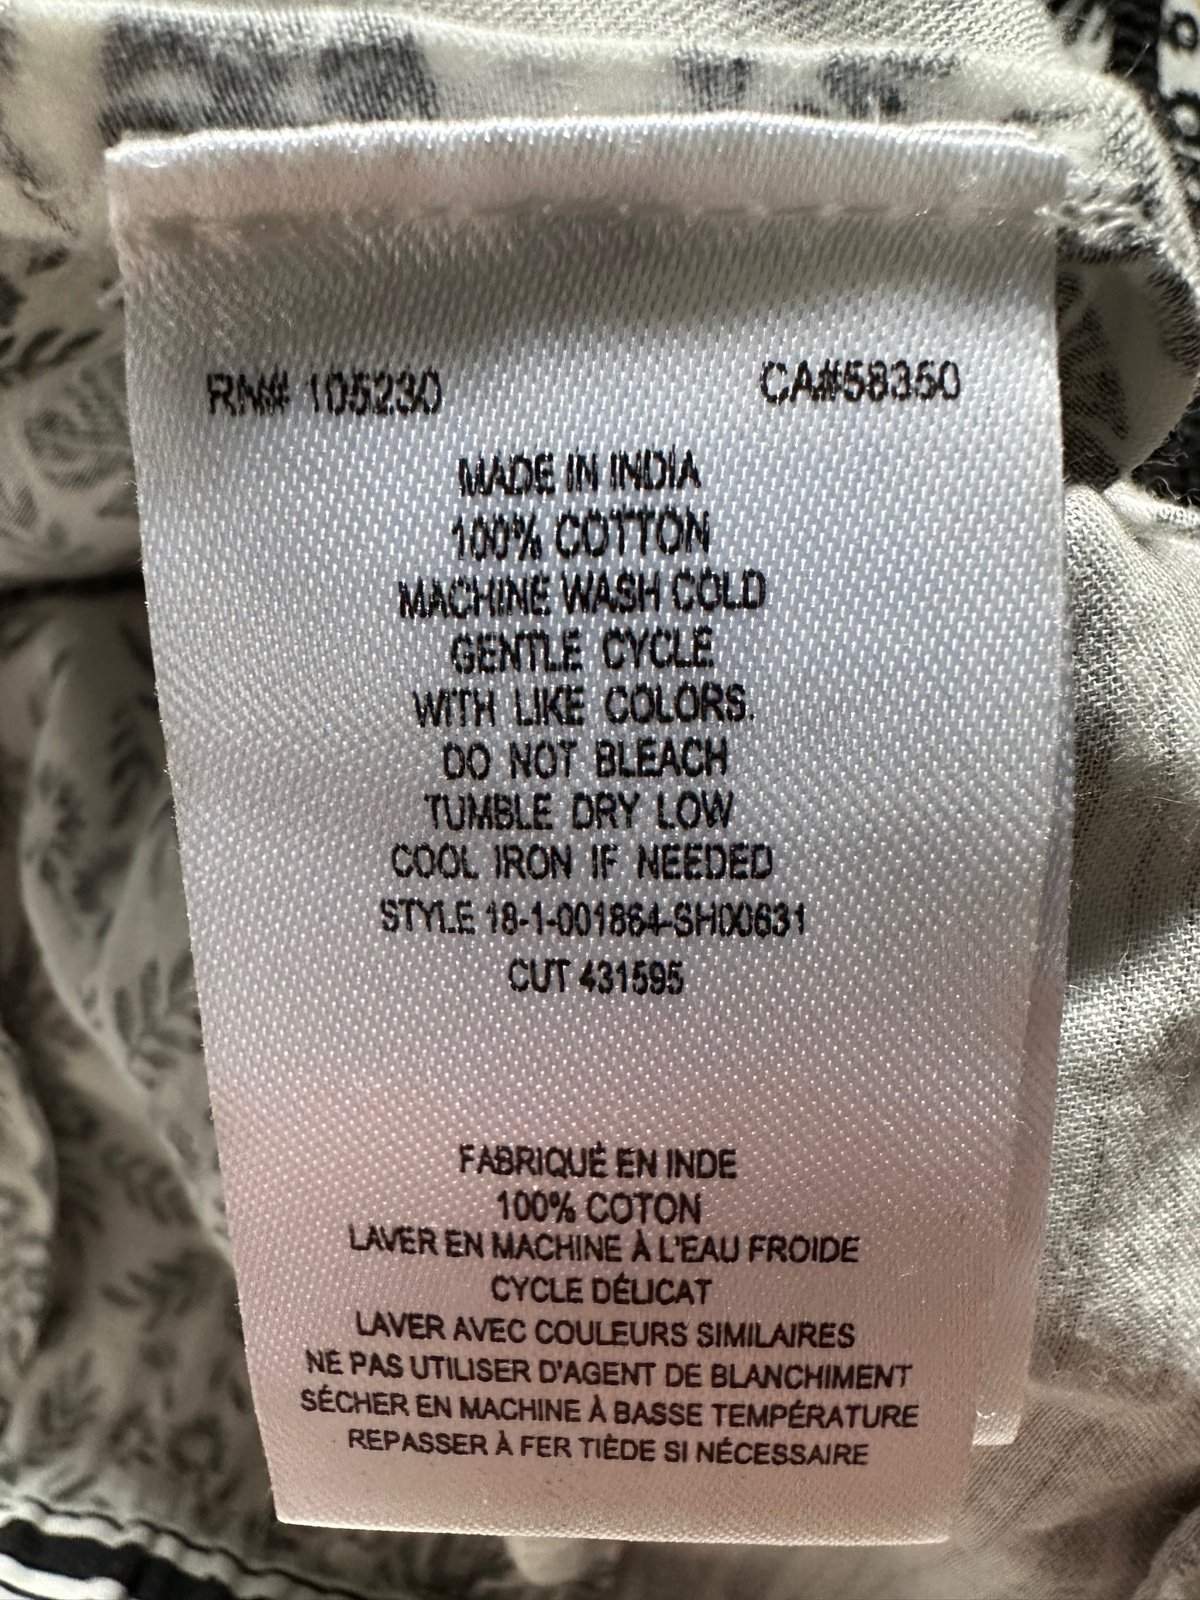 RN# 105230 CA#58350
MADE IN INDIA
100% COTTON
MACHINE WASH COLD
GENTLE CYCLE
WITH LIKE COLORS.
DO NOT BLEACH
TUMBLE DRY LOW
COOL IRON IF NEEDED
STYLE 18-1-001864-SH00631
CUT 431595
FABRIQUÉ EN INDE
100% COTON
LAVER EN MACHINE À L'EAU FROIDE
CYCLE DÉLICAT
LAVER AVEC COULEURS SIMILAIRES
NE PAS UTILISER D'AGENT DE BLANCHIMENT
SÉCHER EN MACHINE À BASSE TEMPÉRATURE
REPASSER À FER TIÈDE SI NÉCESSAIRE